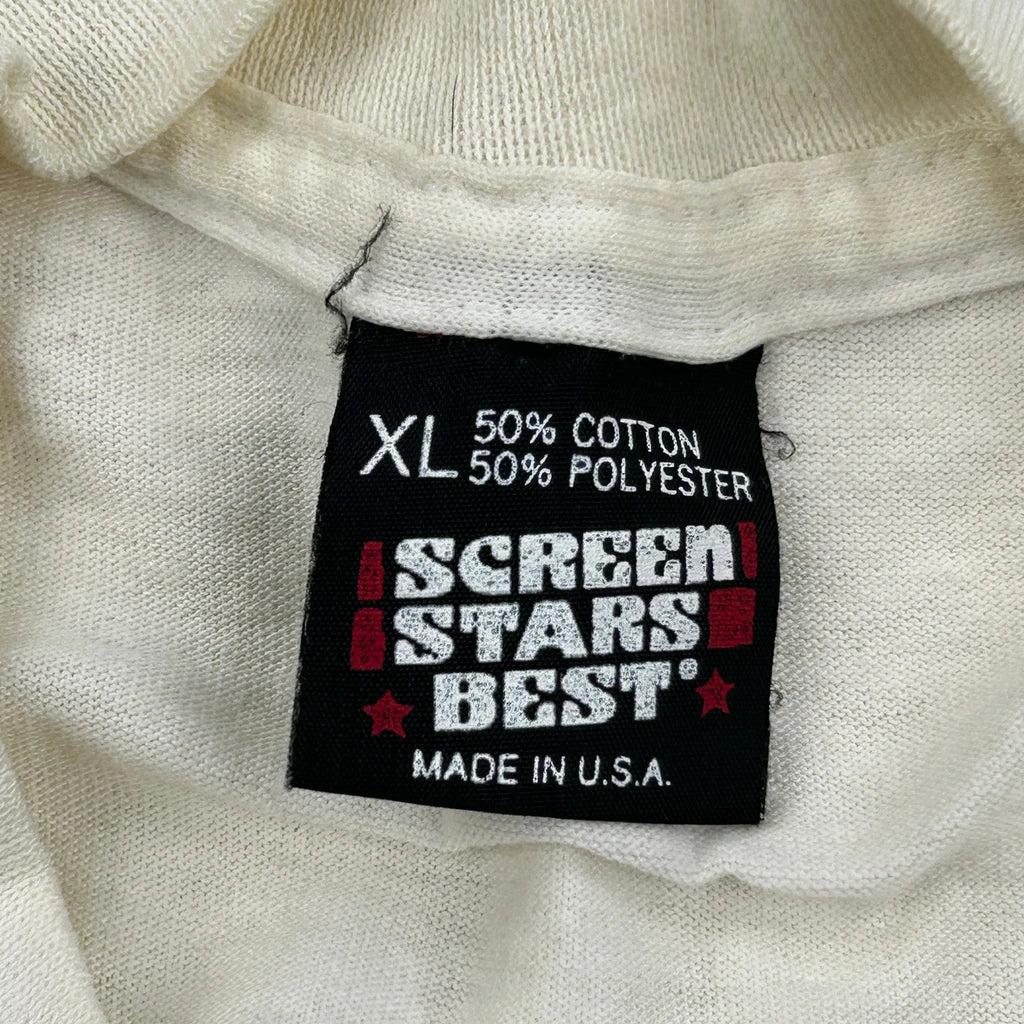 XL 50% COTTON
50% POLYESTER
SCREEn
STARS
BEST®
MADE IN U.S.A.